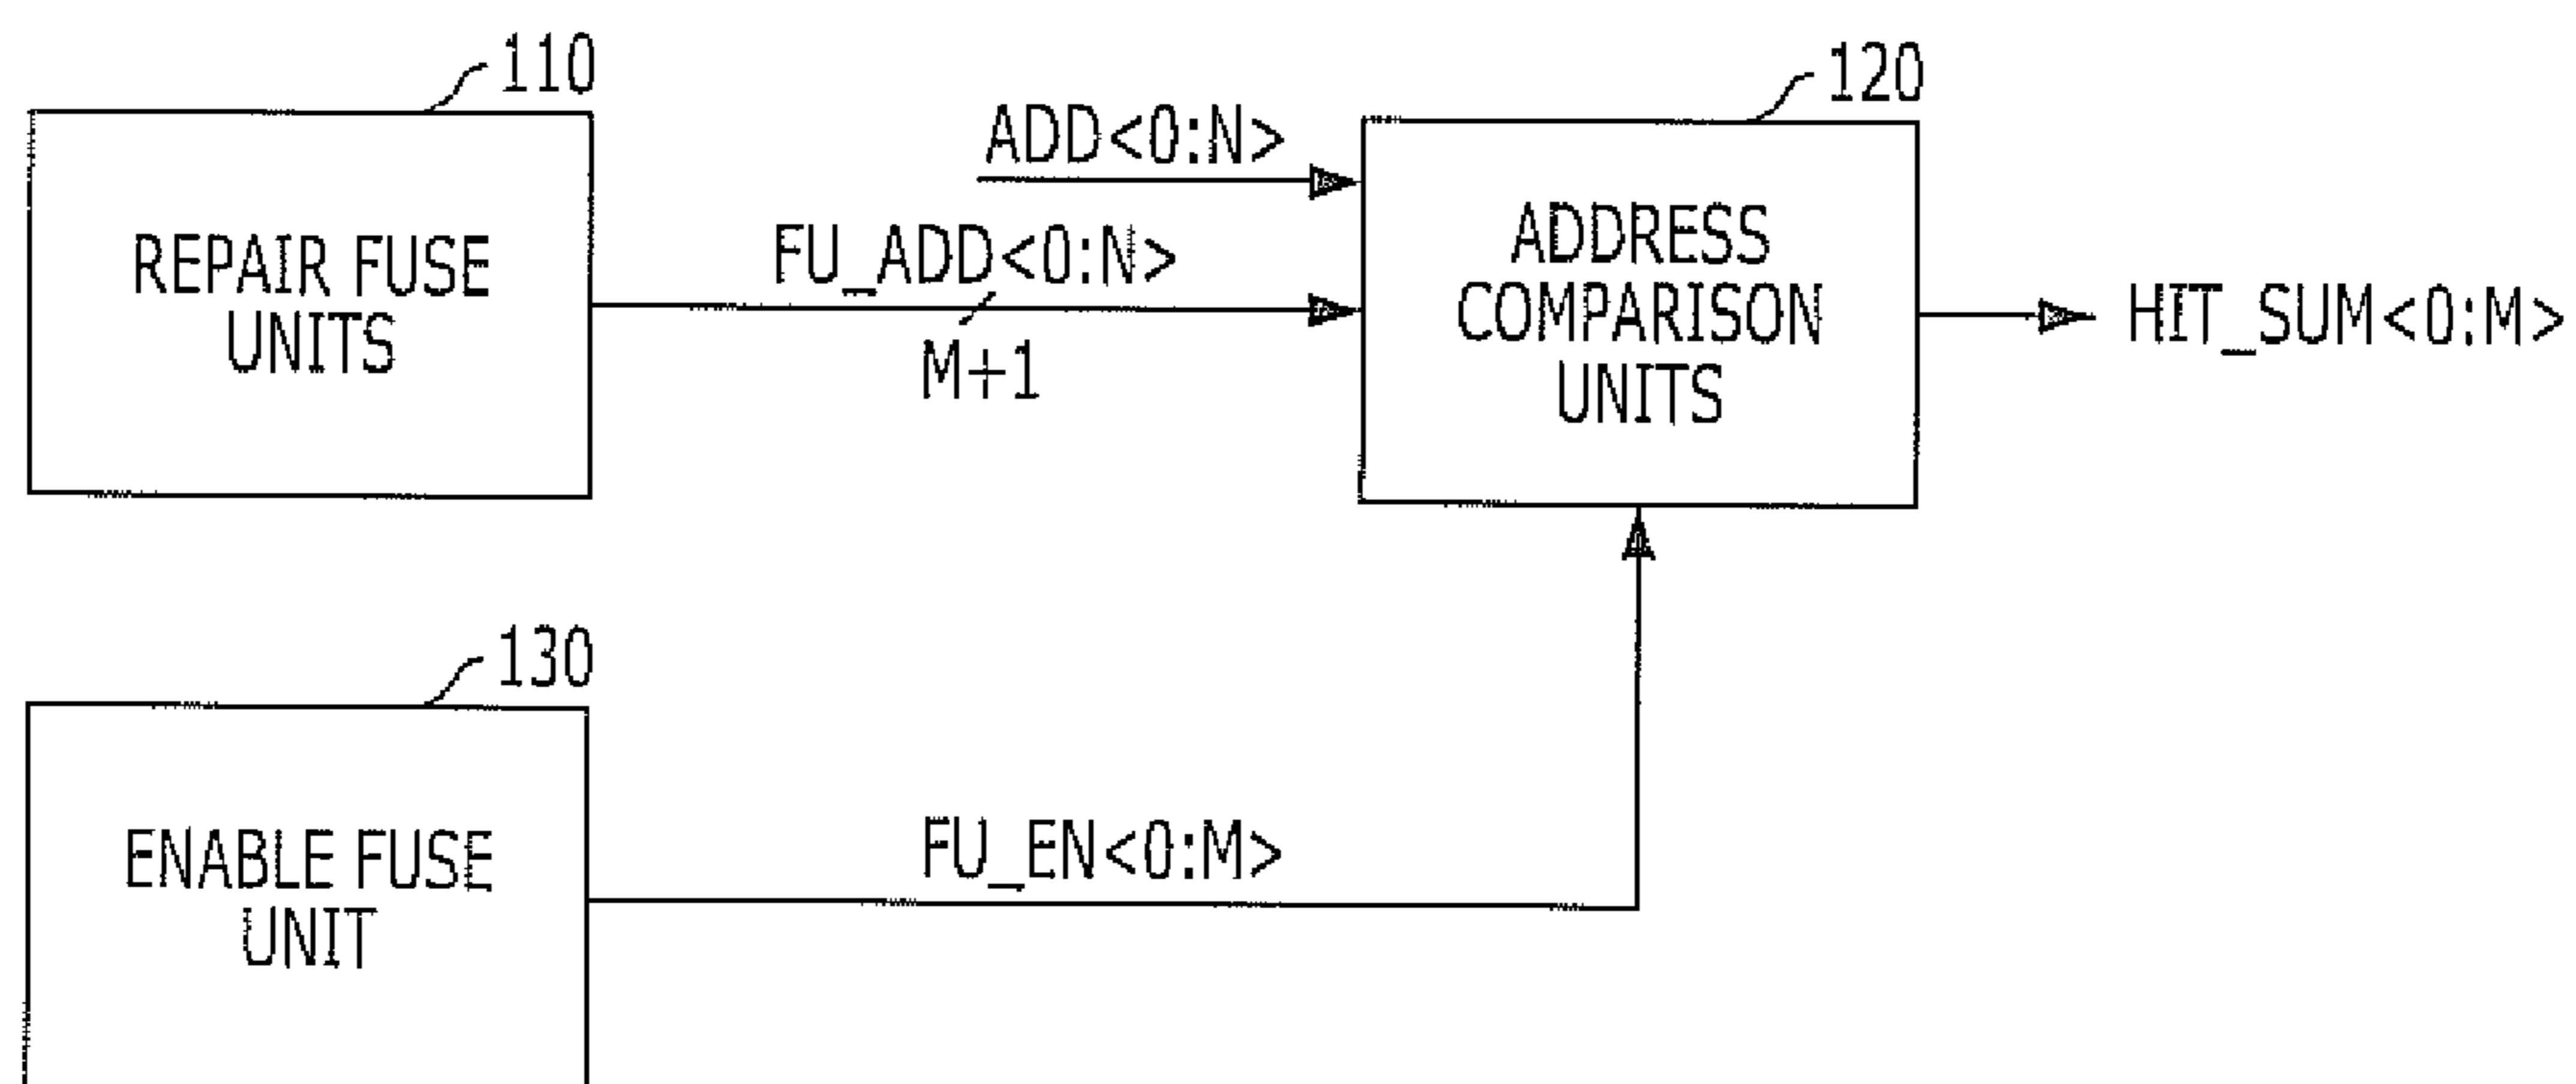 110
REPAIR FUSE
UNITS
ADD<0:N>
FU_ADD<0:N>
M+1
120
ADDRESS
COMPARISON
UNITS
HIT_SUM<0:M>
130
ENABLE FUSE
UNIT
FU_EN<0:M>